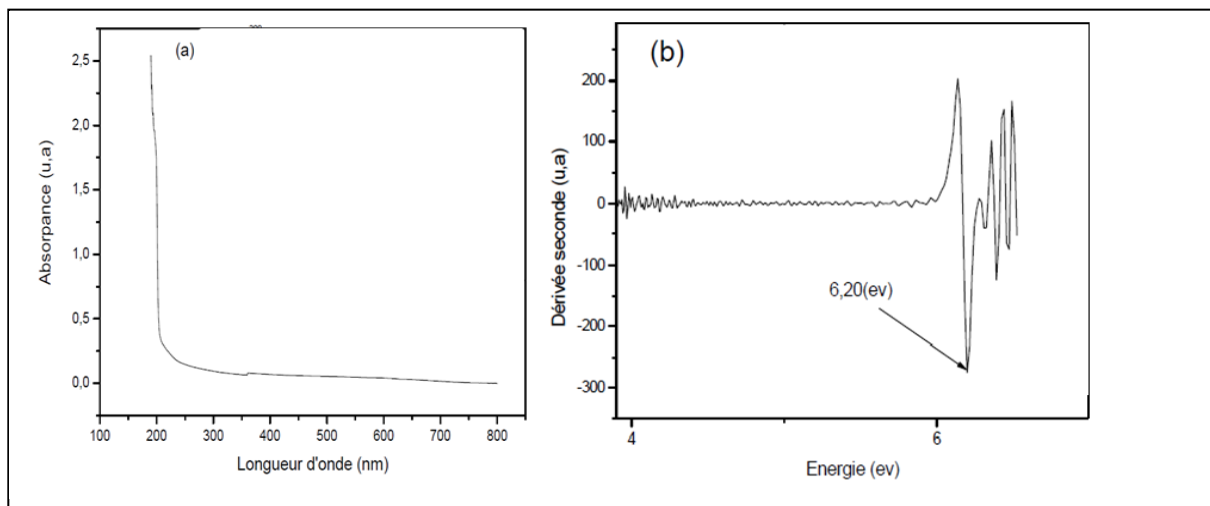 (a)
2,5
2,0
1,5
1,0
0,5
0,0
100 200 300 400 500 600 700 800
Absorpance (u,a)
Longueur d'onde (nm)
(b)
200
100
0
-100
-200
-300
4 6
Dérivée seconde (u,a)
6,20(ev)
Energie (ev)